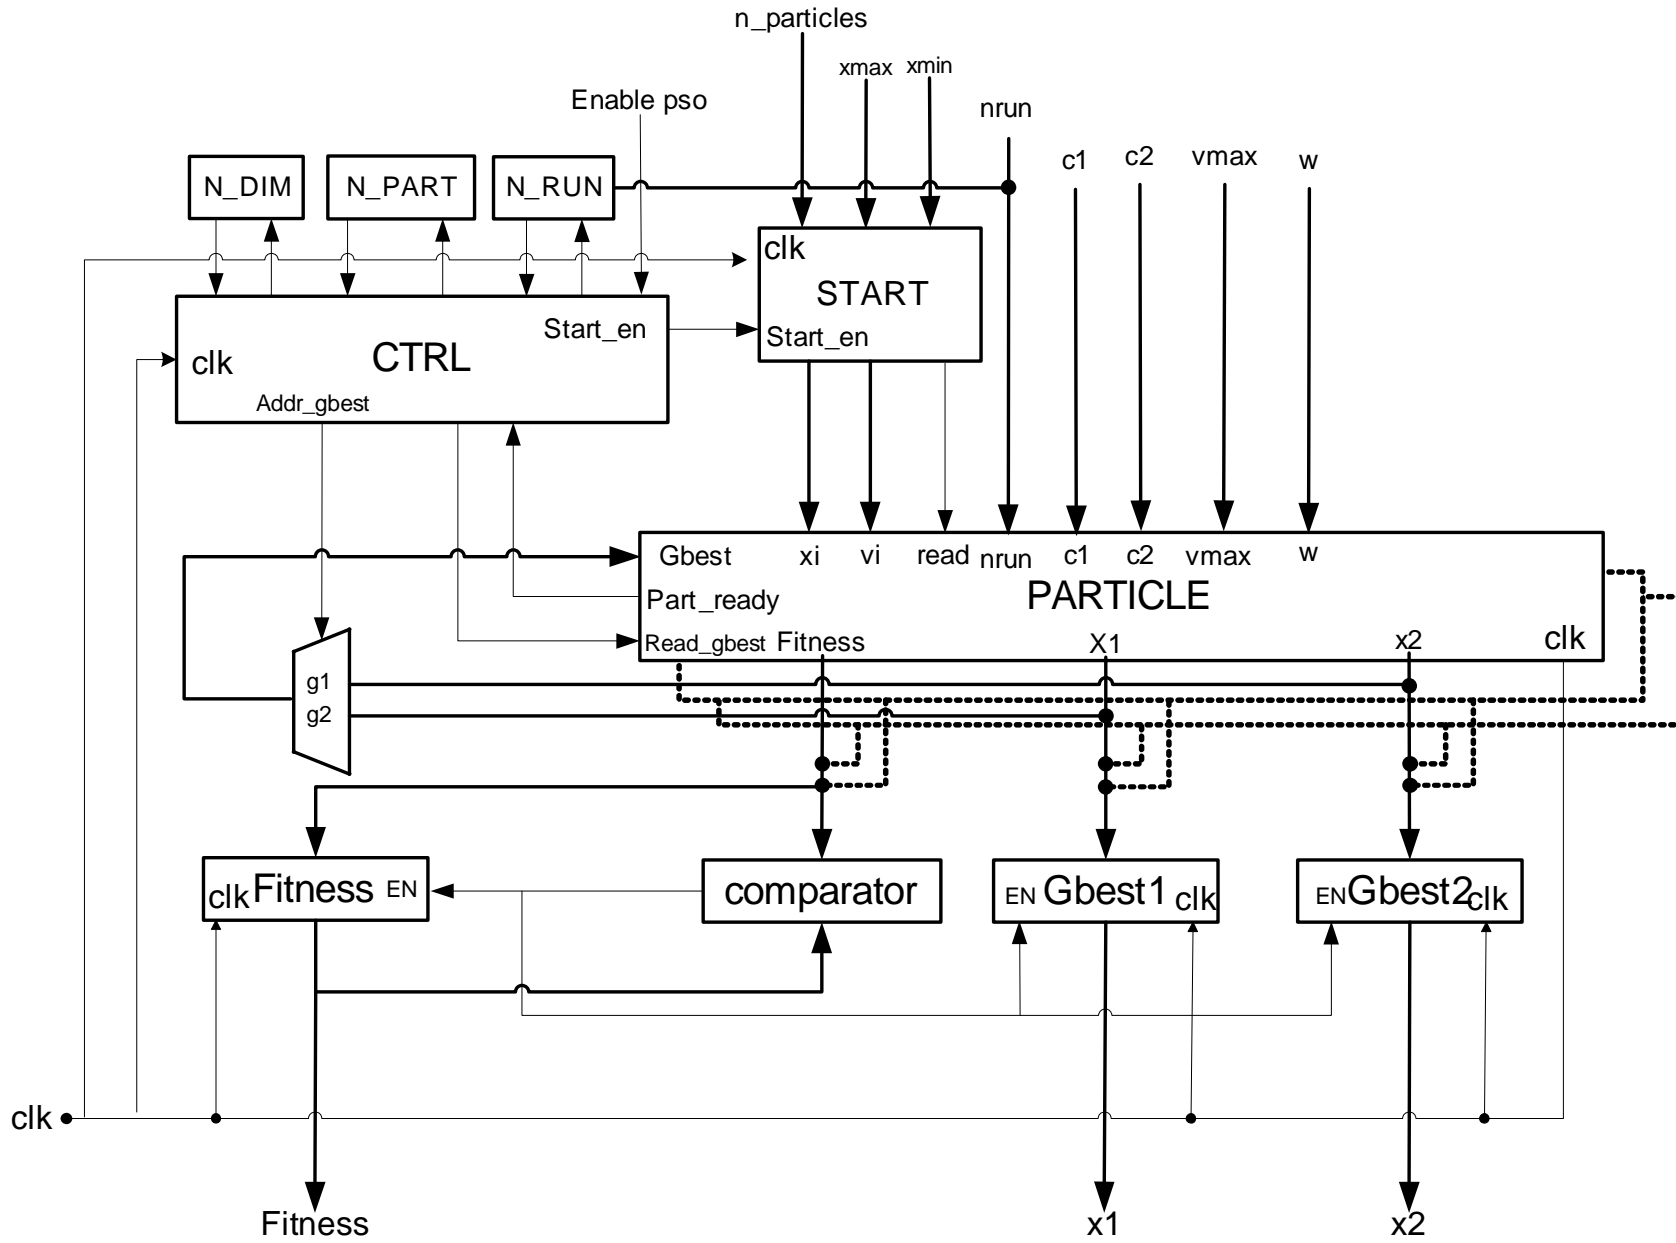 n_particles
xmax xmin
Enable pso
nrun
c1 c2 vmax w
N_DIM N_PART N_RUN
clk
START
Start_en
Start_en
clk CTRL
Addr_gbest
Gbest xi vi read nrun c1 c2 vmax w
Part_ready PARTICLE
Read_gbest Fitness X1 x2 clk
g1
g2
clk Fitness EN
comparator
EN Gbest1 clk
EN Gbest2 clk
clk
Fitness x1 x2